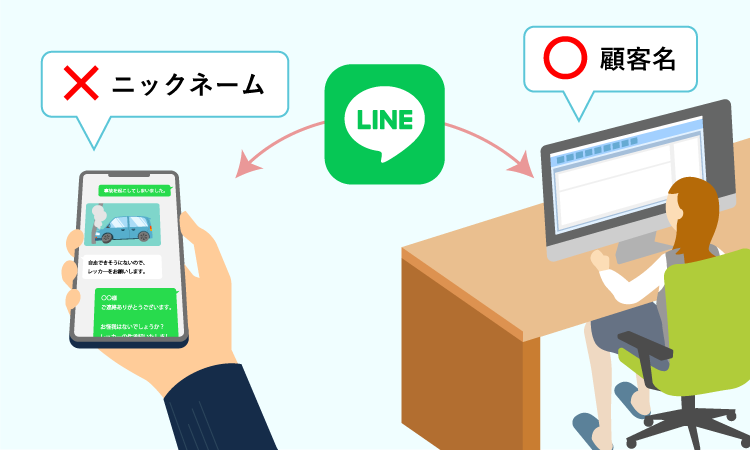 ニックネーム
LINE
顧客名
事故を起こしてしまいました。
自走できそうにないので、
レッカーをお願いします。
〇〇様
ご連絡ありがとうございます。
お怪我はないでしょうか？